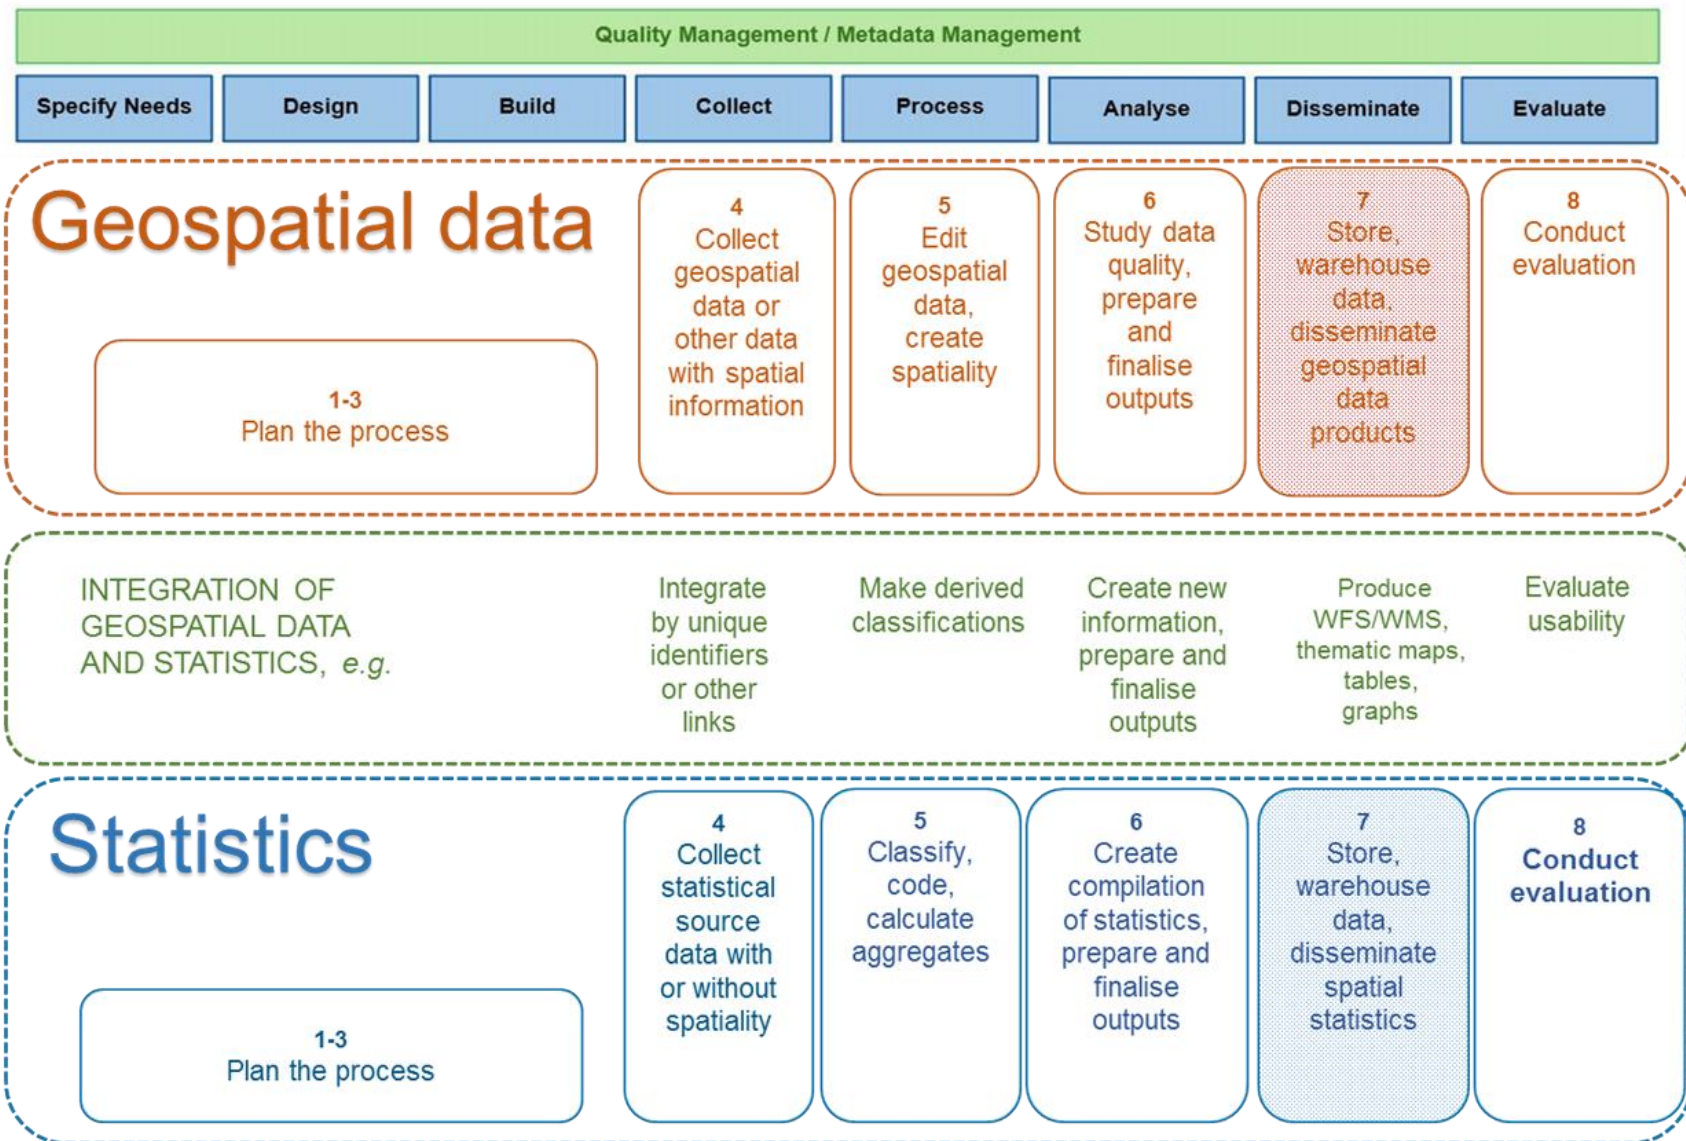 Quality Management / Metadata Management
Specify Needs
Design
Build
Collect
Process
Analyse
Disseminate
Evaluate
Geospatial data
1-3
Plan the process
4
Collect
geospatial
data or
other data
with spatial
information
5
Edit
geospatial
data,
create
spatiality
6
Study data
quality,
prepare
and
finalise
outputs
7
Store,
warehouse
data,
disseminate
geospatial
data
products
8
Conduct
evaluation
INTEGRATION OF
GEOSPATIAL DATA
AND STATISTICS, e.g.
Integrate
by unique
identifiers
or other
links
Make derived
classifications
Create new
information,
prepare and
finalise
outputs
Produce
WFS/WMS,
thematic maps,
tables,
graphs
Evaluate
usability
Statistics
1-3
Plan the process
4
Collect
statistical
source
data with
or without
spatiality
5
Classify,
code,
calculate
aggregates
6
Create
compilation
of statistics,
prepare and
finalise
outputs
7
Store,
warehouse
data,
disseminate
spatial
statistics
8
Conduct
evaluation